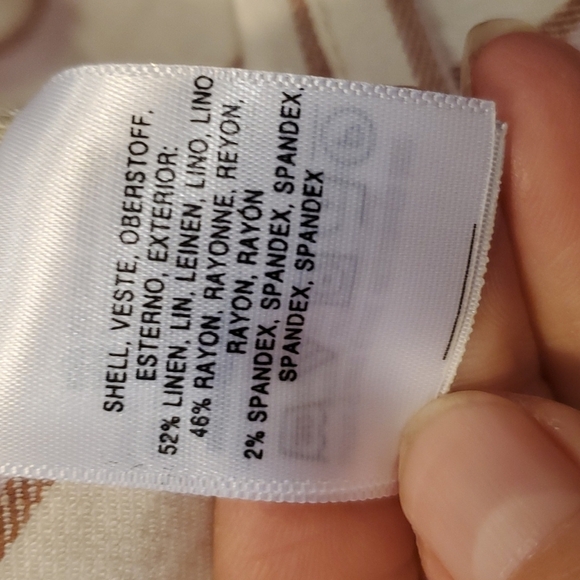 SHELL, VESTE, OBERSTOFF,
ESTERNO, EXTERIOR:
52% LINEN, LIN, LEINEN, LINO, LINO
46% RAYON, RAYONNE, REYON,
RAYON, RAYÓN
2% SPANDEX, SPANDEX, SPANDEX,
SPANDEX, SPANDEX